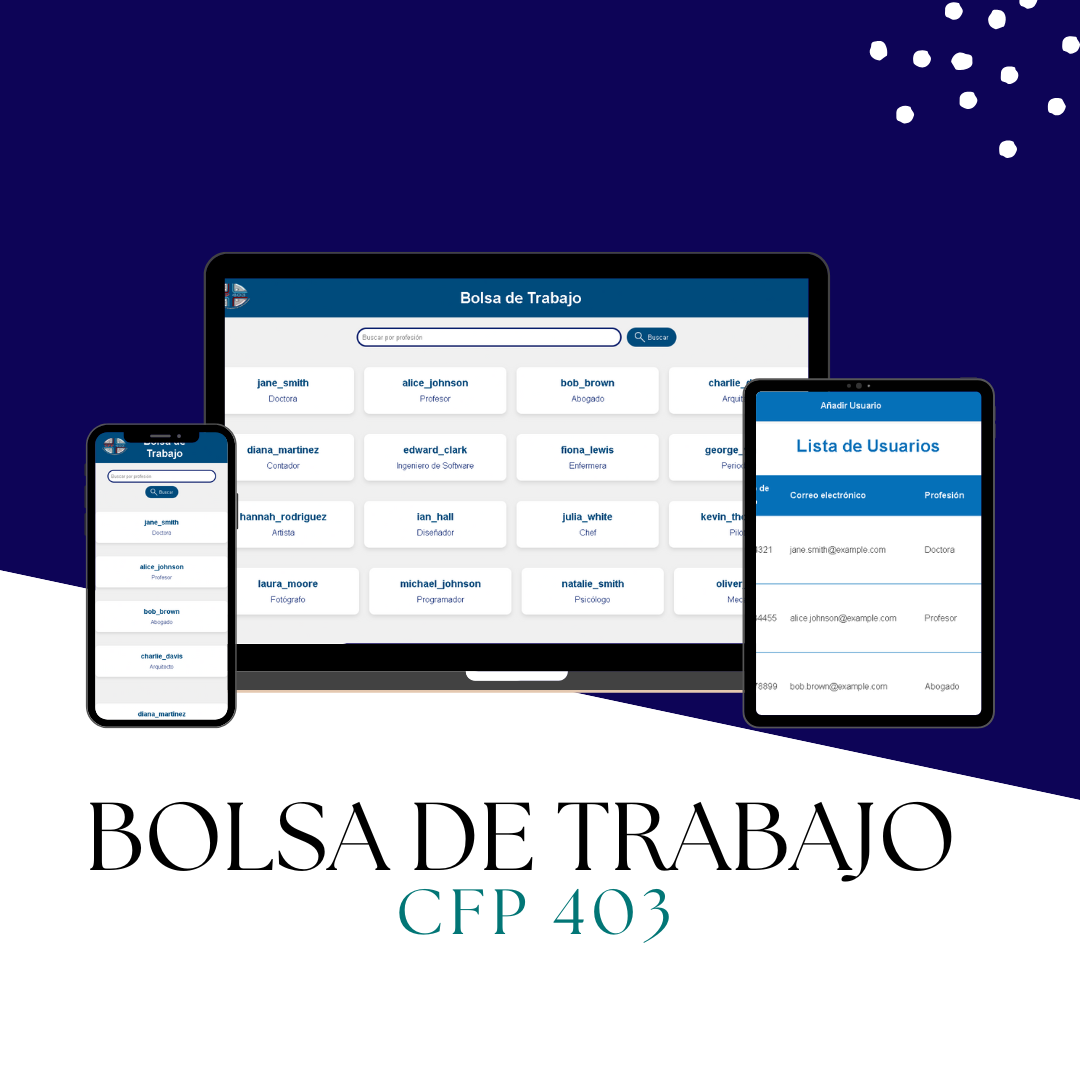 Bolsa de Trabajo
Buscar por profesión
Buscar
jane_smith
Doctora
alice_johnson
Profesor
bob_brown
Abogado
diana_martinez
Contador
edward_clark
Ingeniero de Software
fiona_lewis
Enfermera
hannah_rodriguez
Artista
ian_hall
Diseñador
julia_white
Chef
laura_moore
Fotógrafo
michael_johnson
Programador
natalie_smith
Psicólogo
Bolsa de
Trabajo
Buscar por profesión
Buscar
jane_smith
Doctora
alice_johnson
Profesor
bob_brown
Abogado
charlie_davis
Arquitecto
diana_martinez
Añadir Usuario
Lista de Usuarios
de
Correo electrónico
Profesión
jane.smith@example.com
Doctora
alice.johnson@example.com
Profesor
bob.brown@example.com
Abogado
BOLSA DE TRABAJO
CFP 403